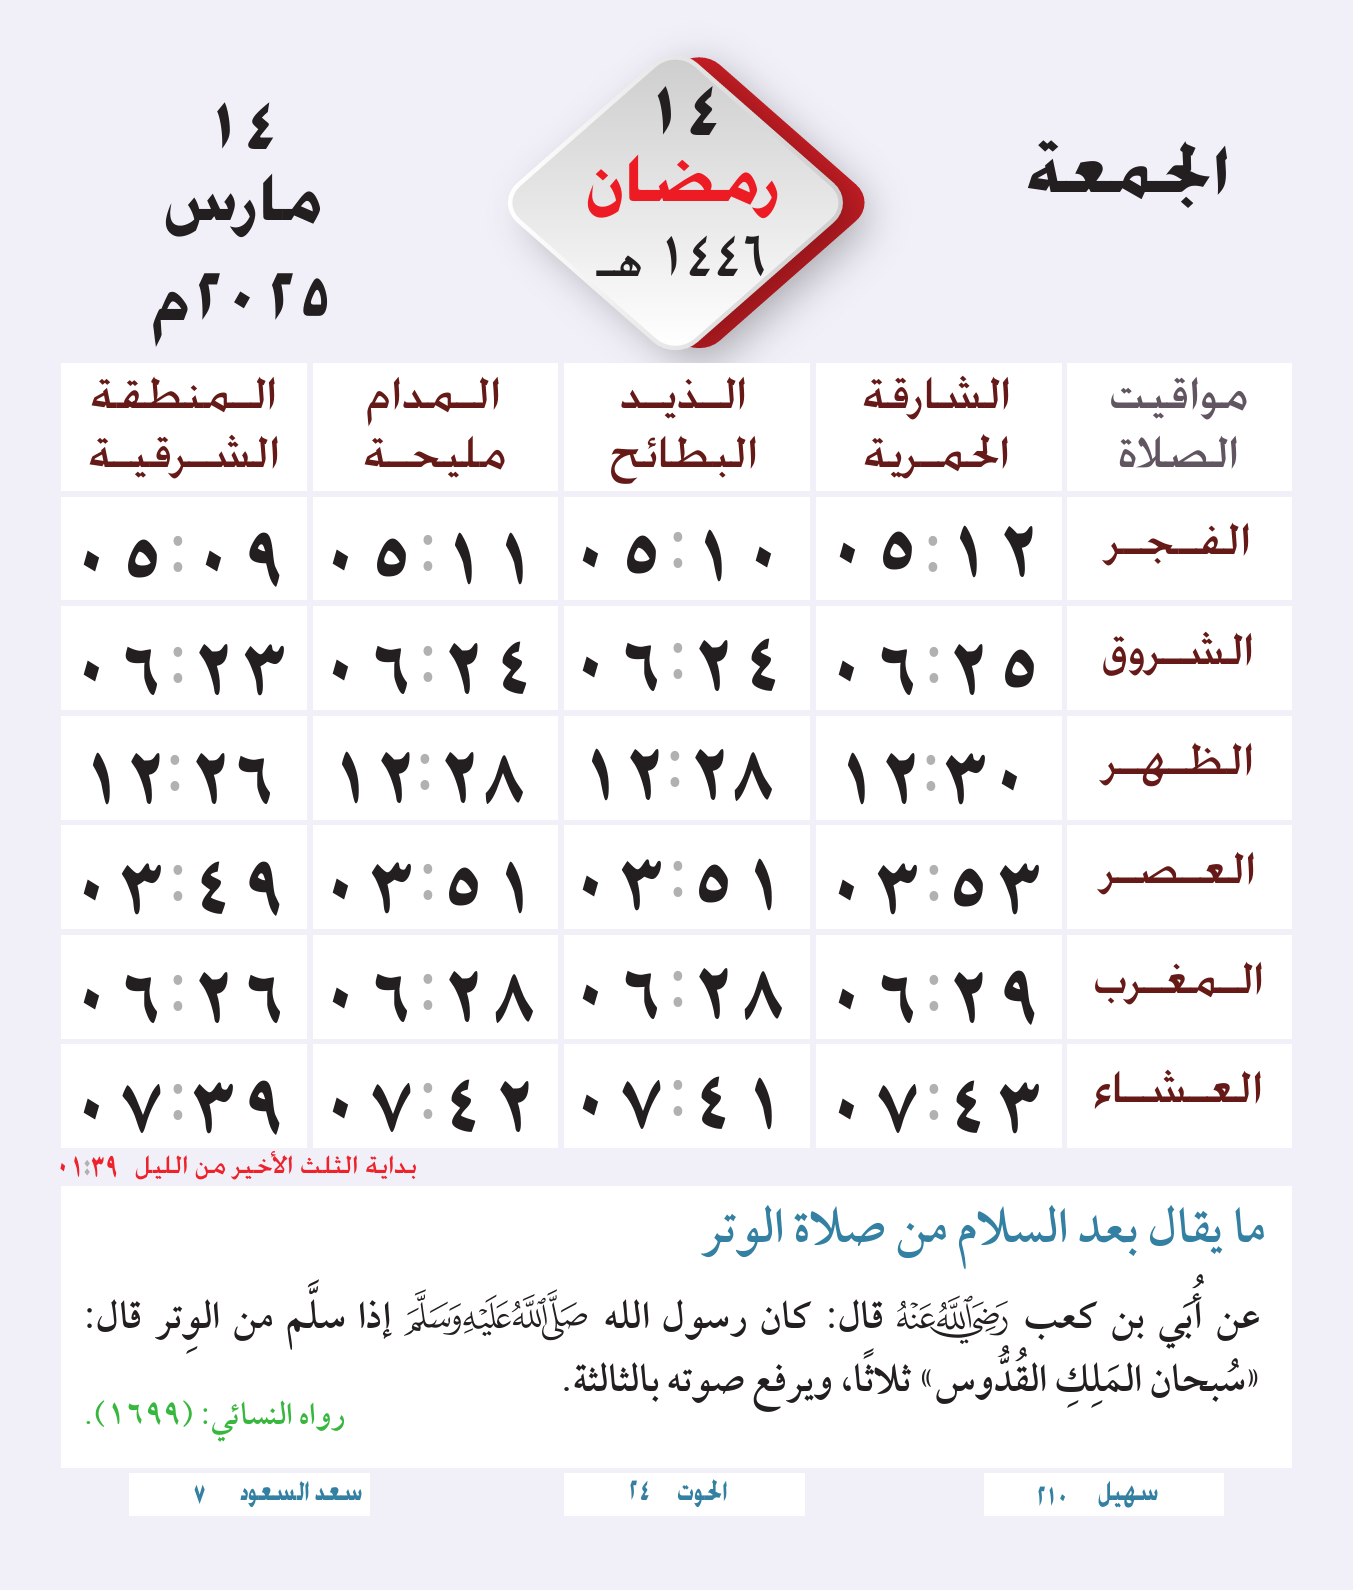 الجمعة
١٤
رمضان
١٤٤٦ هـ
١٤
مارس
٢٠٢٥م
مواقيت الصلاة	الشارقة الحمرية	الذيد البطائح	المدام مليحة	المنطقة الشرقية
الفجر	٠٥:١٢	٠٥:١٠	٠٥:١١	٠٥:٠٩
الشروق	٠٦:٢٥	٠٦:٢٤	٠٦:٢٤	٠٦:٢٣
الظهر	١٢:٣٠	١٢:٢٨	١٢:٢٨	١٢:٢٦
العصر	٠٣:٥٣	٠٣:٥١	٠٣:٥١	٠٣:٤٩
المغرب	٠٦:٢٩	٠٦:٢٨	٠٦:٢٨	٠٦:٢٦
العشاء	٠٧:٤٣	٠٧:٤١	٠٧:٤٢	٠٧:٣٩
بداية الثلث الأخير من الليل ٠١:٣٩
ما يقال بعد السلام من صلاة الوتر
عن أُبَي بن كعب رَضِيَ اللَّهُ عَنْهُ قال: كان رسول الله صَلَّى اللَّهُ عَلَيْهِ وَسَلَّمَ إذا سلَّم من الوِتر قال:
«سُبحان المَلِكِ القُدُّوس» ثلاثًا، ويرفع صوته بالثالثة.
رواه النسائي: (١٦٩٩).
سهيل ٢١٠
الحوت ٢٤
سعد السعود ٧